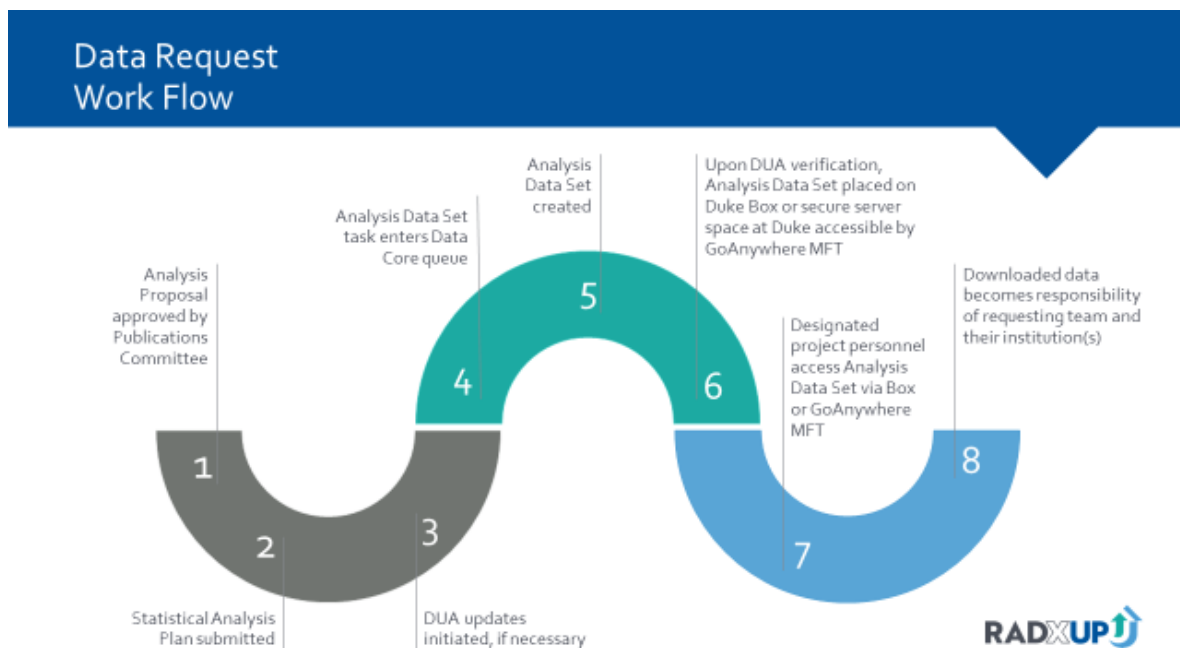 Data Request
Work Flow
1
Analysis
Proposal
approved by
Publications
Committee
2
Statistical Analysis
Plan submitted
3
DUA updates
initiated, if necessary
4
Analysis Data Set
task enters Data
Core queue
5
Analysis
Data Set
created
6
Upon DUA verification,
Analysis Data Set placed on
Duke Box or secure server
space at Duke accessible by
GoAnywhere MFT
7
Designated
project personnel
access Analysis
Data Set via Box
or GoAnywhere
MFT
8
Downloaded data
becomes responsibility
of requesting team and
their institution(s)
RADXUP